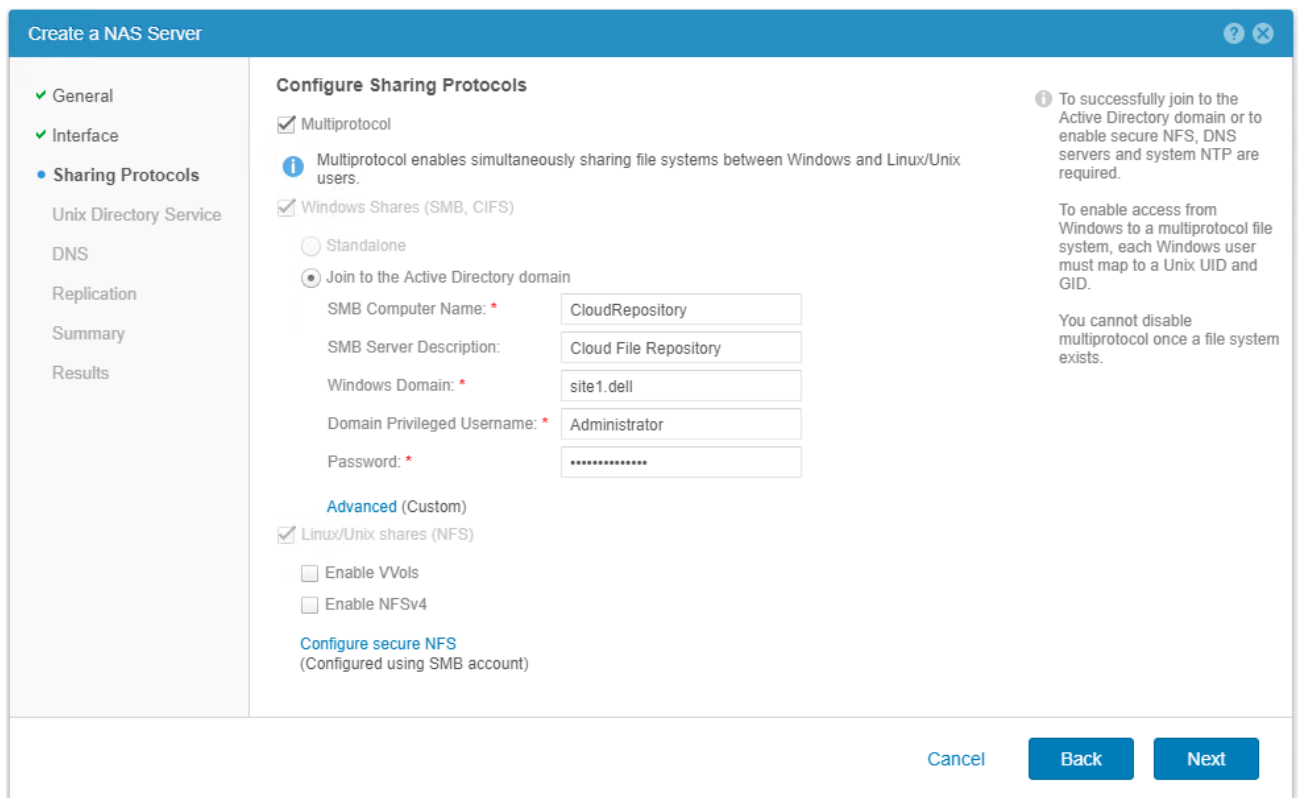 Create a NAS Server
General
Interface
Sharing Protocols
Unix Directory Service
DNS
Replication
Summary
Results
Configure Sharing Protocols
Multiprotocol
Multiprotocol enables simultaneously sharing file systems between Windows and Linux/Unix
users.
Windows Shares (SMB, CIFS)
Standalone
Join to the Active Directory domain
SMB Computer Name: * CloudRepository
SMB Server Description: Cloud File Repository
Windows Domain: * site1.dell
Domain Privileged Username: * Administrator
Password: * ••••••••••••••
Advanced (Custom)
Linux/Unix shares (NFS)
Enable VVols
Enable NFSv4
Configure secure NFS
(Configured using SMB account)
To successfully join to the
Active Directory domain or to
enable secure NFS, DNS
servers and system NTP are
required.
To enable access from
Windows to a multiprotocol file
system, each Windows user
must map to a Unix UID and
GID.
You cannot disable
multiprotocol once a file system
exists.
Cancel Back Next